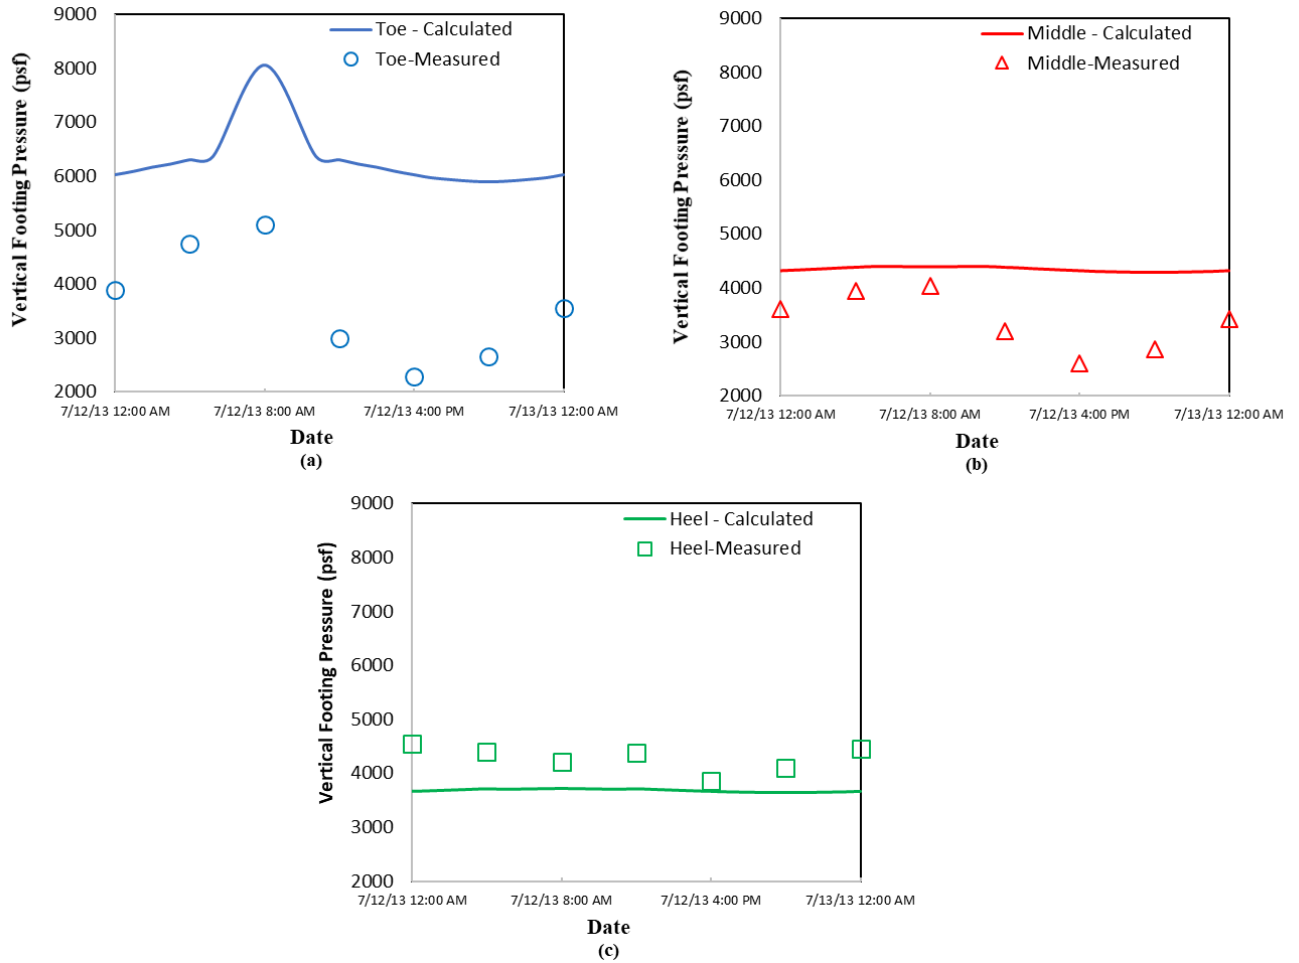 Vertical Footing Pressure (psf)
9000
8000
7000
6000
5000
4000
3000
2000
Toe - Calculated
Toe-Measured
7/12/13 12:00 AM
7/12/13 8:00 AM
7/12/13 4:00 PM
7/13/13 12:00 AM
Date
(a)
Vertical Footing Pressure (psf)
9000
8000
7000
6000
5000
4000
3000
2000
Middle - Calculated
Middle-Measured
7/12/13 12:00 AM
7/12/13 8:00 AM
7/12/13 4:00 PM
7/13/13 12:00 AM
Date
(b)
Vertical Footing Pressure (psf)
9000
8000
7000
6000
5000
4000
3000
2000
Heel - Calculated
Heel-Measured
7/12/13 12:00 AM
7/12/13 8:00 AM
7/12/13 4:00 PM
7/13/13 12:00 AM
Date
(c)